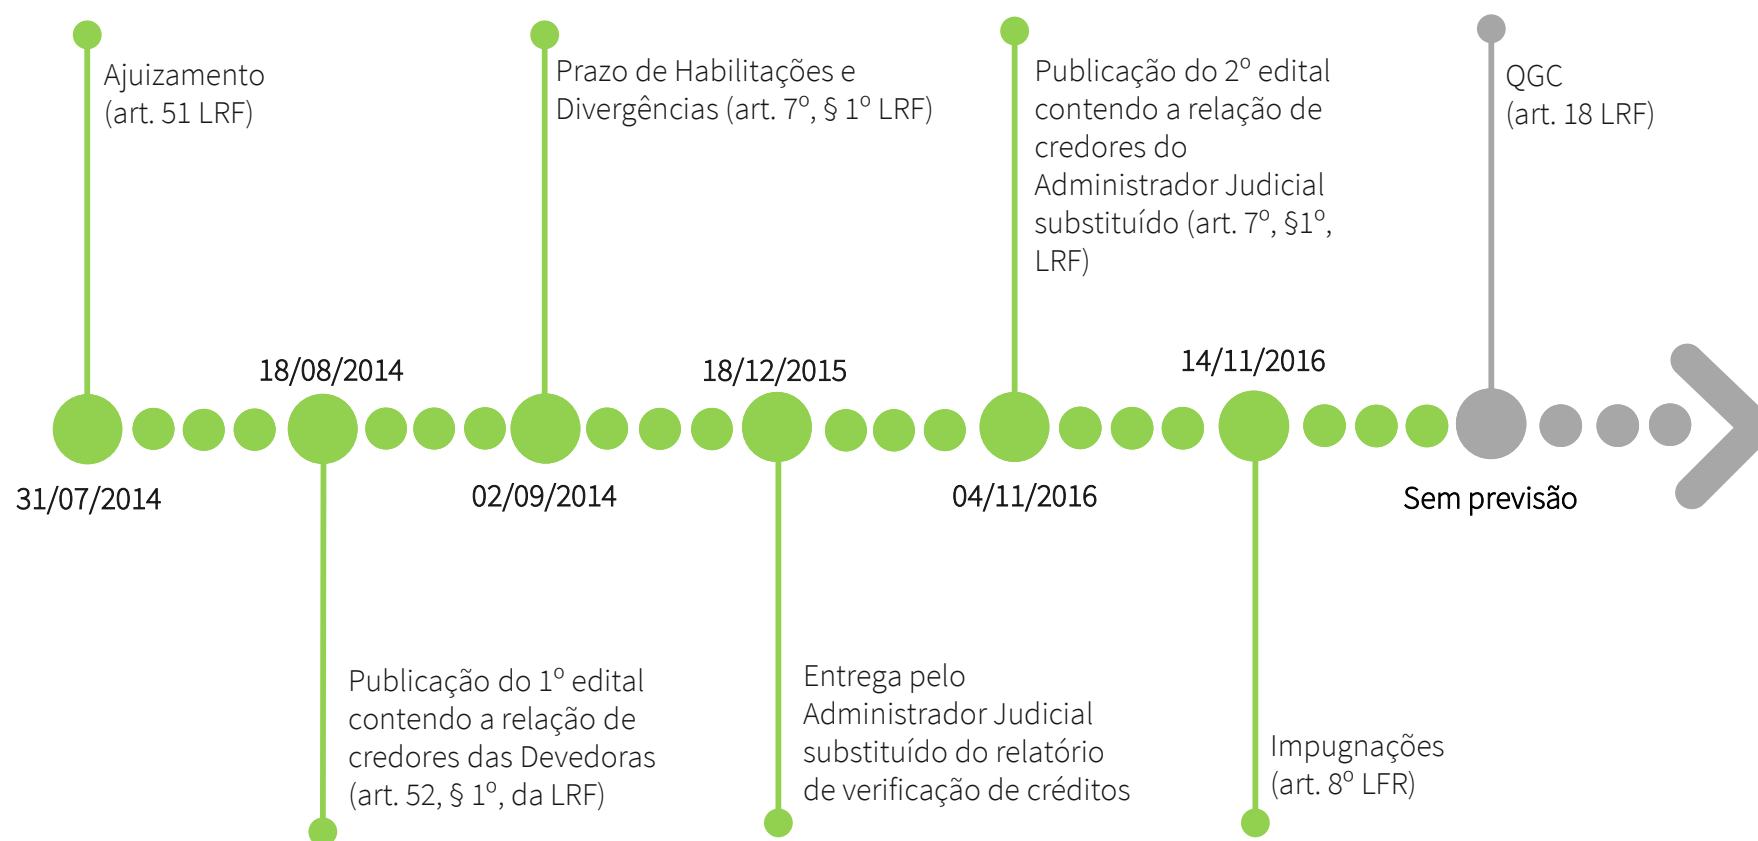 Ajuizamento
(art. 51 LRF)
Prazo de Habilitações e
Divergências (art. 7º, § 1º LRF)
Publicação do 2º edital
contendo a relação de
credores do
Administrador Judicial
substituído (art. 7º, §1º,
LRF)
QGC
(art. 18 LRF)
18/08/2014
18/12/2015
14/11/2016
31/07/2014
02/09/2014
04/11/2016
Sem previsão
Publicação do 1º edital
contendo a relação de
credores das Devedoras
(art. 52, § 1º, da LRF)
Entrega pelo
Administrador Judicial
substituído do relatório
de verificação de créditos
Impugnações
(art. 8º LFR)